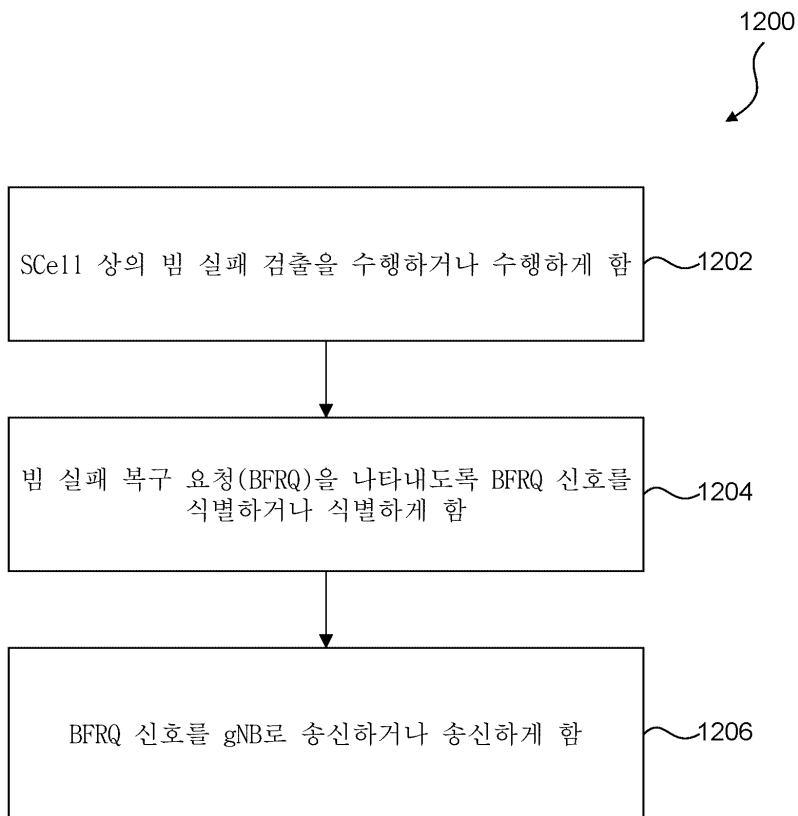 1200
SCell 상의 빔 실패 검출을 수행하거나 수행하게 함
1202
빔 실패 복구 요청(BFRQ)을 나타내도록 BFRQ 신호를
식별하거나 식별하게 함
1204
BFRQ 신호를 gNB로 송신하거나 송신하게 함
1206